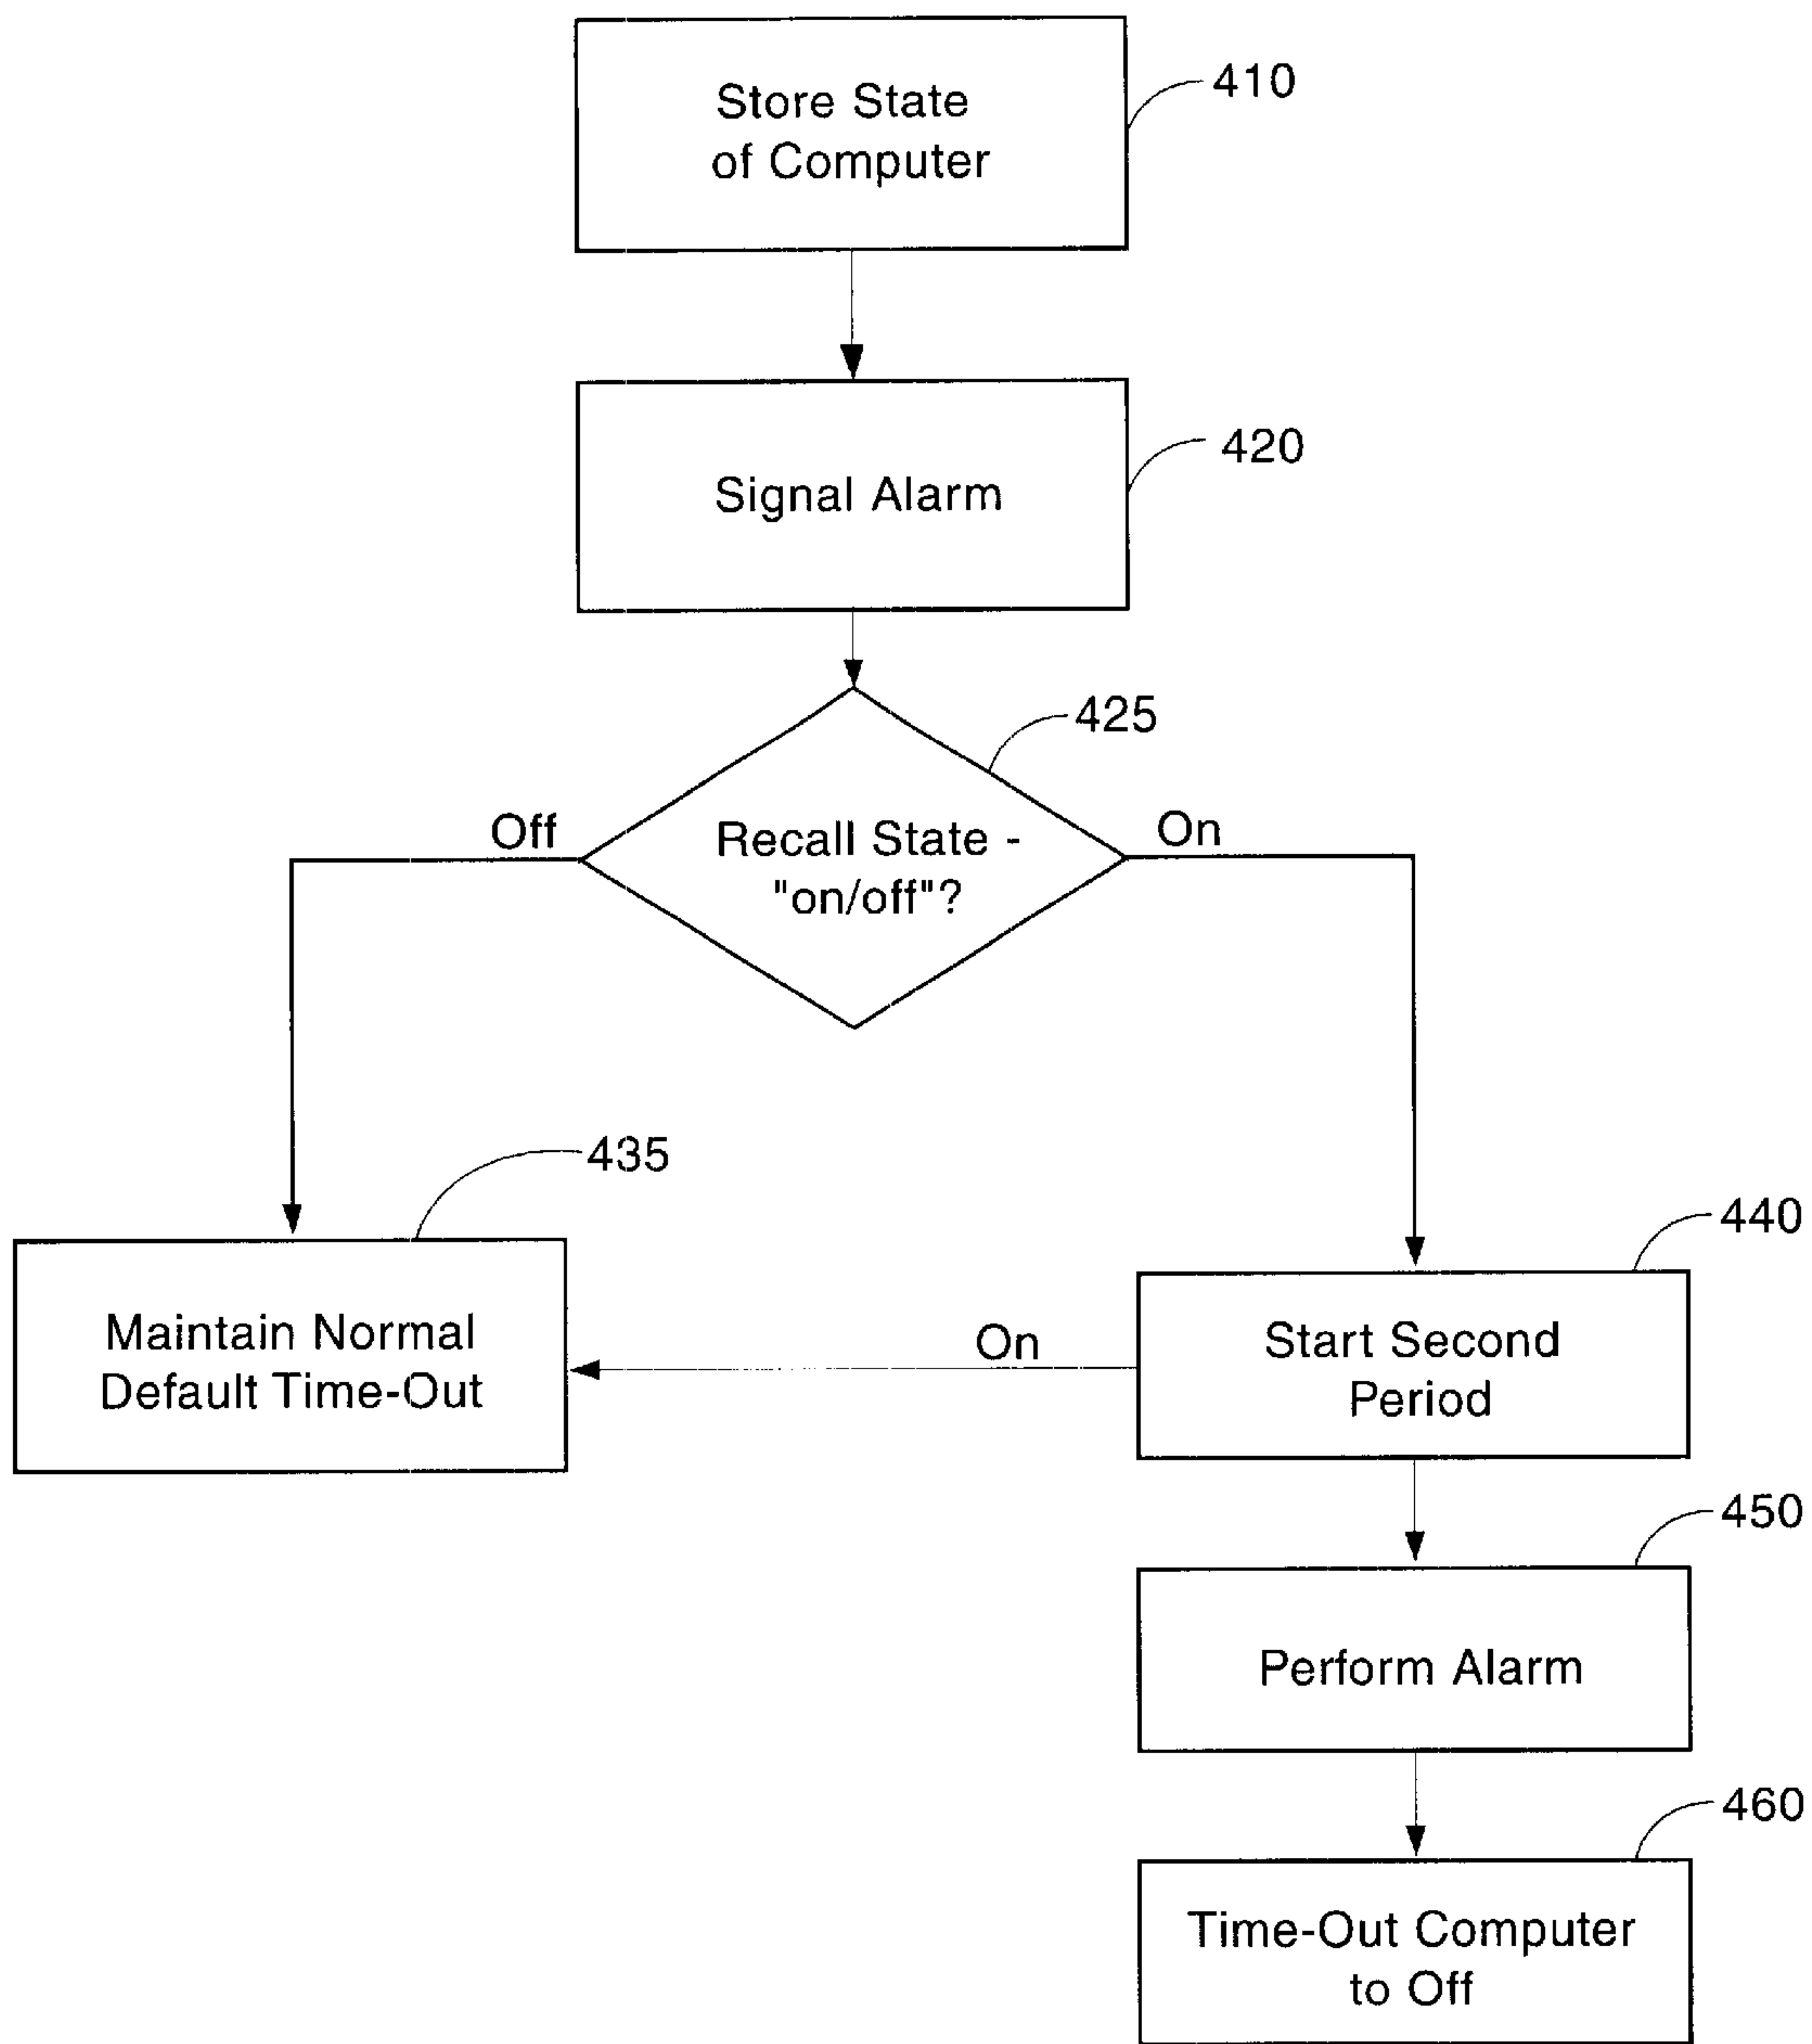 Store State
of Computer
410
Signal Alarm
420
425
Off
Recall State -
"on/off"?
On
435
Maintain Normal
Default Time-Out
On
440
Start Second
Period
450
Perform Alarm
460
Time-Out Computer
to Off